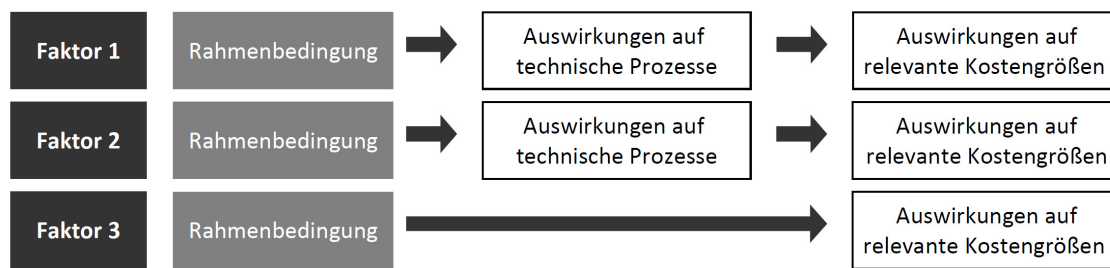 Faktor 1
Rahmenbedingung
Auswirkungen auf
technische Prozesse
Auswirkungen auf
relevante Kostengrößen
Faktor 2
Rahmenbedingung
Auswirkungen auf
technische Prozesse
Auswirkungen auf
relevante Kostengrößen
Faktor 3
Rahmenbedingung
Auswirkungen auf
relevante Kostengrößen